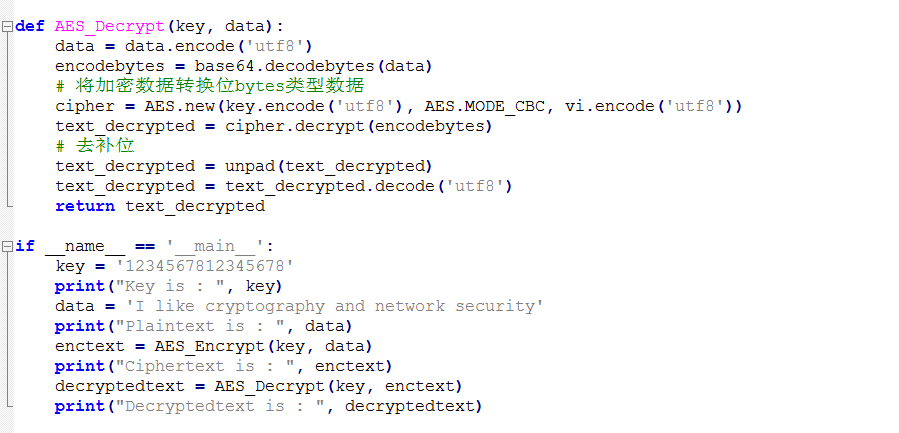 def AES_Decrypt(key, data):
    data = data.encode('utf8')
    encodebytes = base64.decodebytes(data)
    # 将加密数据转换位bytes类型数据
    cipher = AES.new(key.encode('utf8'), AES.MODE_CBC, vi.encode('utf8'))
    text_decrypted = cipher.decrypt(encodebytes)
    # 去补位
    text_decrypted = unpad(text_decrypted)
    text_decrypted = text_decrypted.decode('utf8')
    return text_decrypted
if __name__ == '__main__':
    key = '1234567812345678'
    print("Key is : ", key)
    data = 'I like cryptography and network security'
    print("Plaintext is : ", data)
    enctext = AES_Encrypt(key, data)
    print("Ciphertext is : ", enctext)
    decryptedtext = AES_Decrypt(key, enctext)
    print("Decryptedtext is : ", decryptedtext)